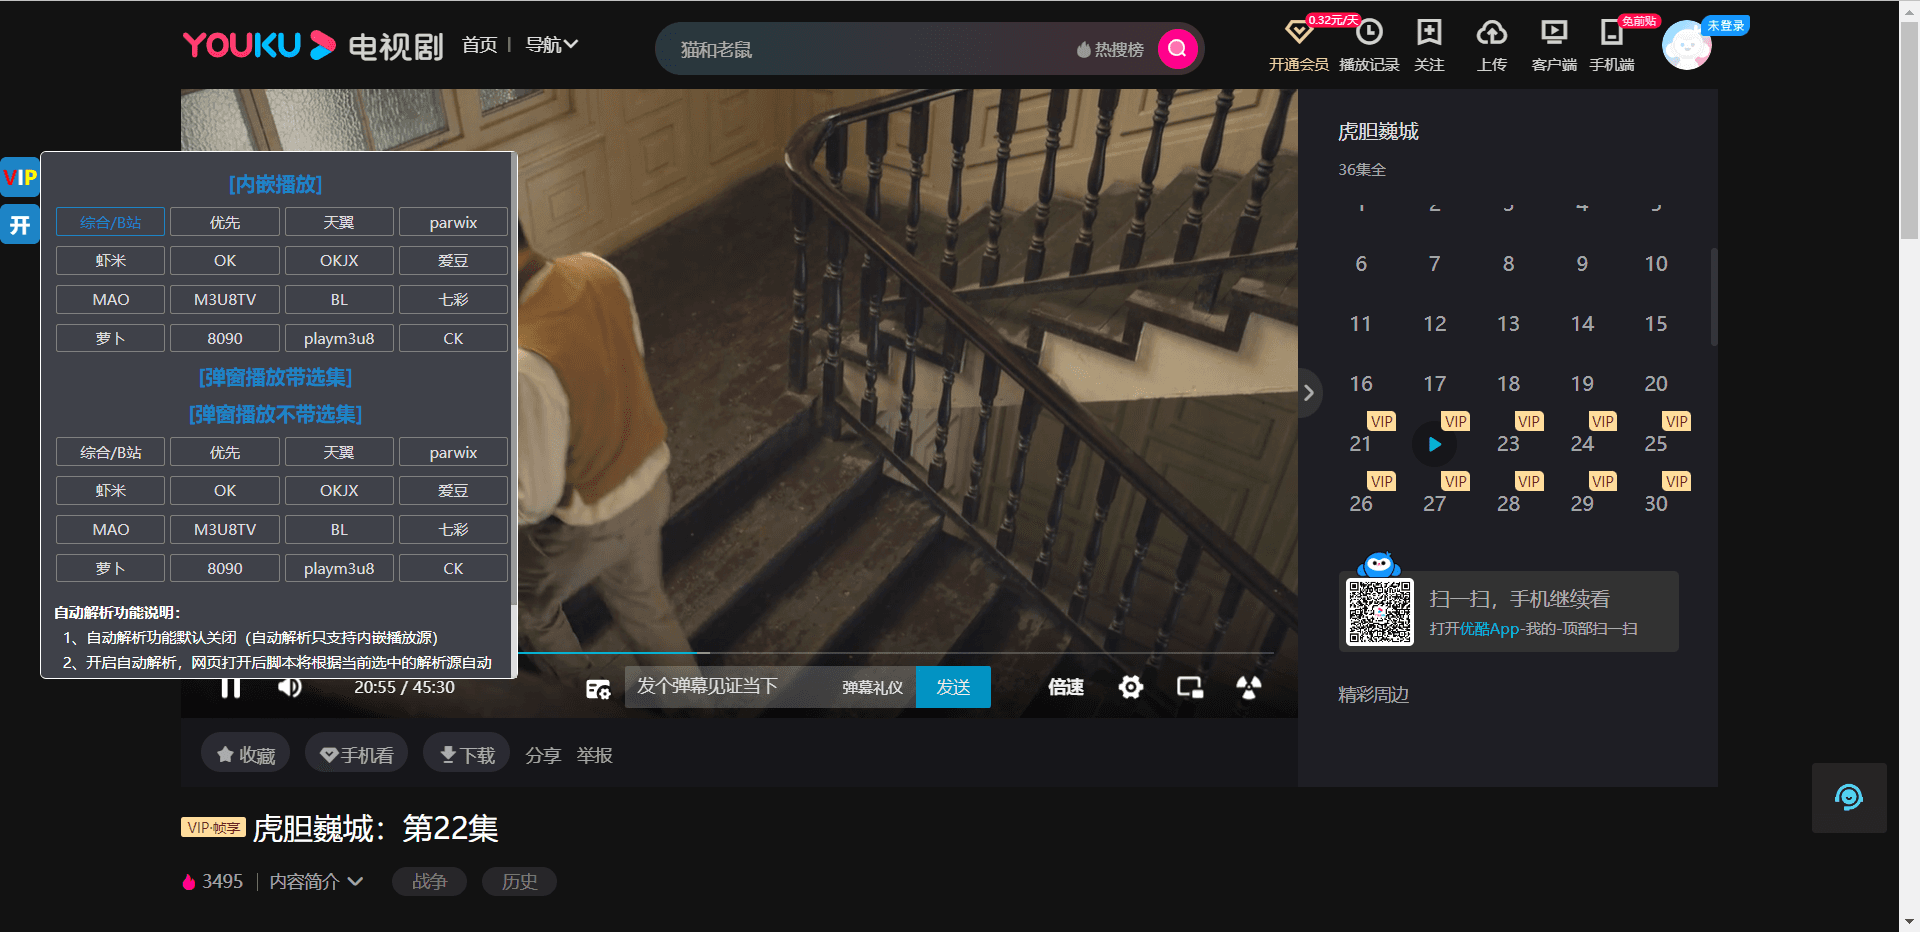 YOUKU 电视剧 首页 | 导航
猫和老鼠 热搜榜
0.32元/天 免前贴 未登录
开通会员 播放记录 关注 上传 客户端 手机端
VIP
开
[内嵌播放]
综合/B站 优先 天翼 parwix
虾米 OK OKJX 爱豆
MAO M3U8TV BL 七彩
萝卜 8090 playm3u8 CK
[弹窗播放带选集]
[弹窗播放不带选集]
综合/B站 优先 天翼 parwix
虾米 OK OKJX 爱豆
MAO M3U8TV BL 七彩
萝卜 8090 playm3u8 CK
自动解析功能说明：
1、自动解析功能默认关闭（自动解析只支持内嵌播放源）
2、开启自动解析，网页打开后脚本将根据当前选中的解析源自动
20:55 / 45:30
发个弹幕见证当下 弹幕礼仪 发送 倍速
虎胆巍城
36集全
1 2 3 4 5
6 7 8 9 10
11 12 13 14 15
16 17 18 19 20
VIP VIP VIP VIP VIP
21 23 24 25
VIP VIP VIP VIP VIP
26 27 28 29 30
扫一扫，手机继续看
打开优酷App-我的-顶部扫一扫
精彩周边
收藏 手机看 下载 分享 举报
VIP·帧享 虎胆巍城：第22集
3495 | 内容简介 战争 历史